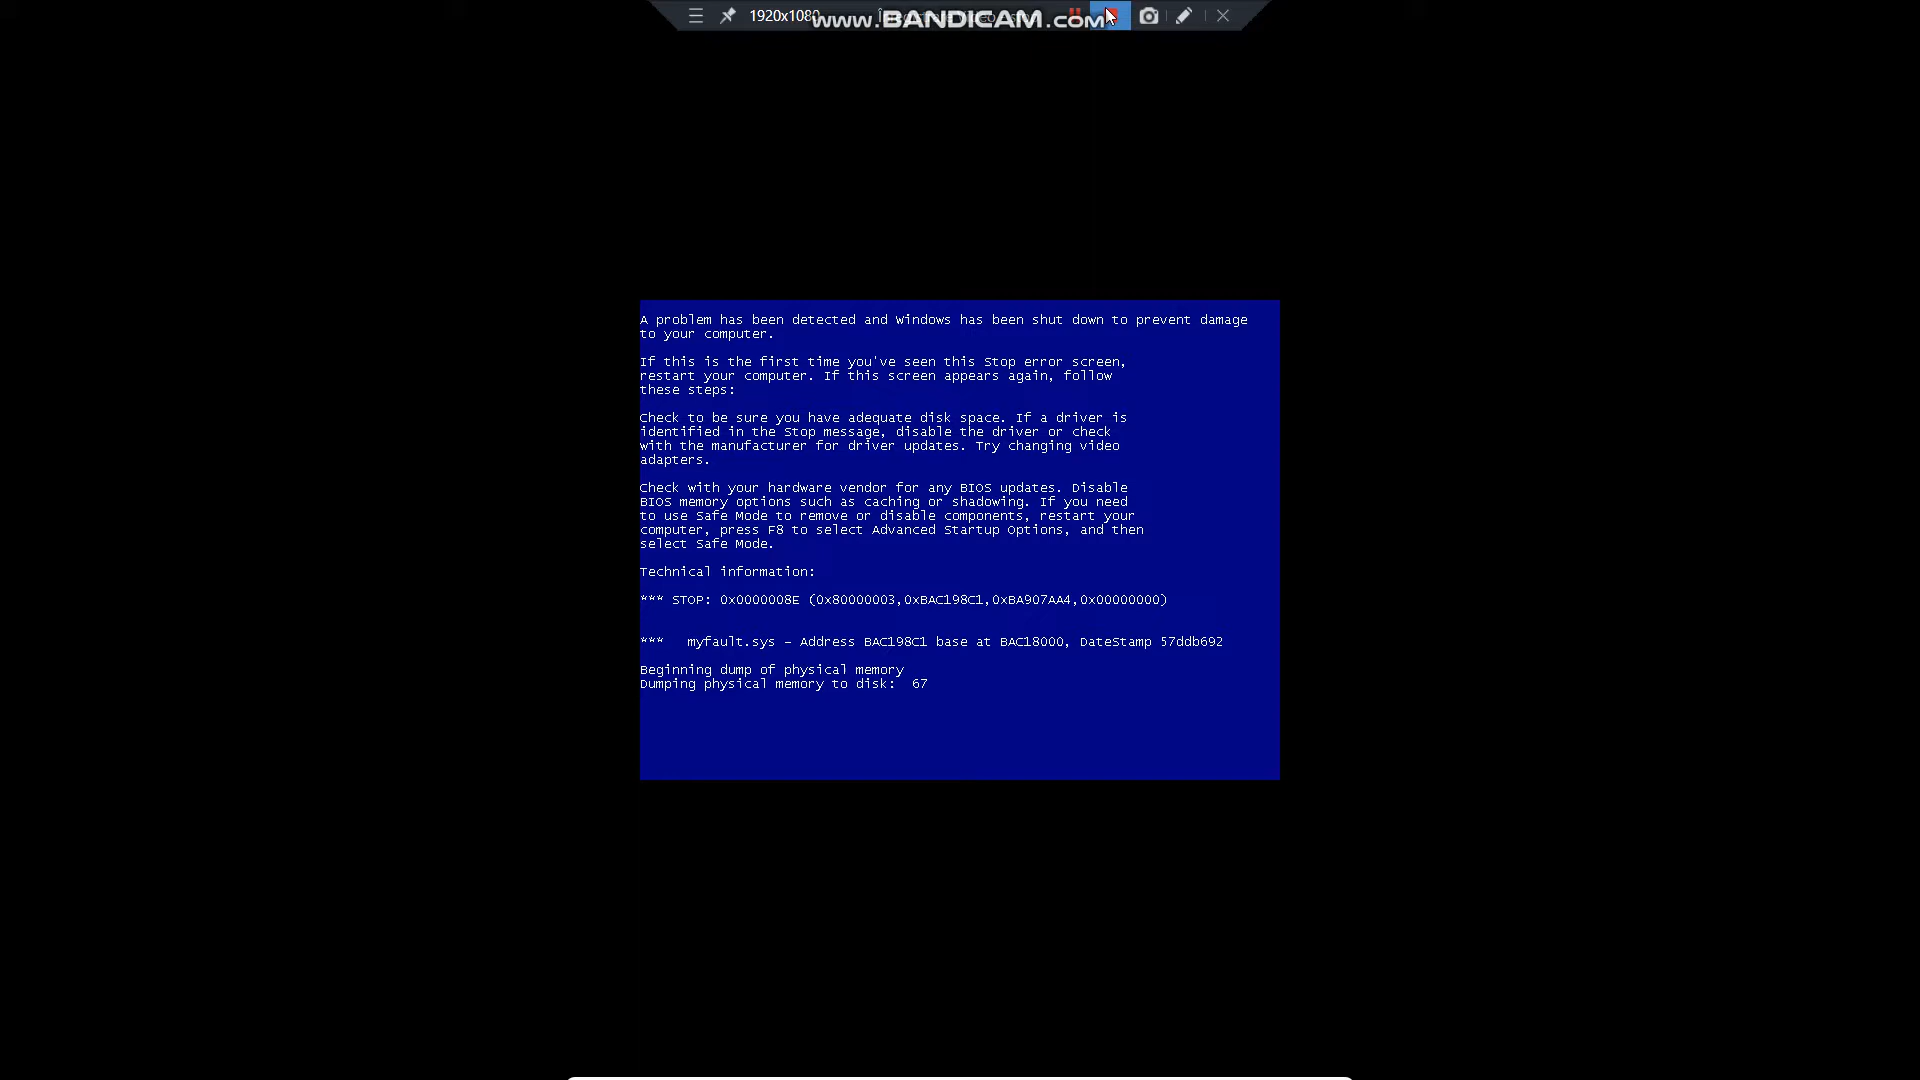 1920x1080
www.BANDICAM.com
A problem has been detected and Windows has been shut down to prevent damage
to your computer.
If this is the first time you've seen this Stop error screen,
restart your computer. If this screen appears again, follow
these steps:
Check to be sure you have adequate disk space. If a driver is
identified in the Stop message, disable the driver or check
with the manufacturer for driver updates. Try changing video
adapters.
Check with your hardware vendor for any BIOS updates. Disable
BIOS memory options such as caching or shadowing. If you need
to use Safe Mode to remove or disable components, restart your
computer, press F8 to select Advanced Startup Options, and then
select Safe Mode.
Technical information:
*** STOP: 0x0000008E (0x80000003,0xBAC198C1,0xBA907AA4,0x00000000)
*** myfault.sys – Address BAC198C1 base at BAC18000, DateStamp 57ddb692
Beginning dump of physical memory
Dumping physical memory to disk: 67